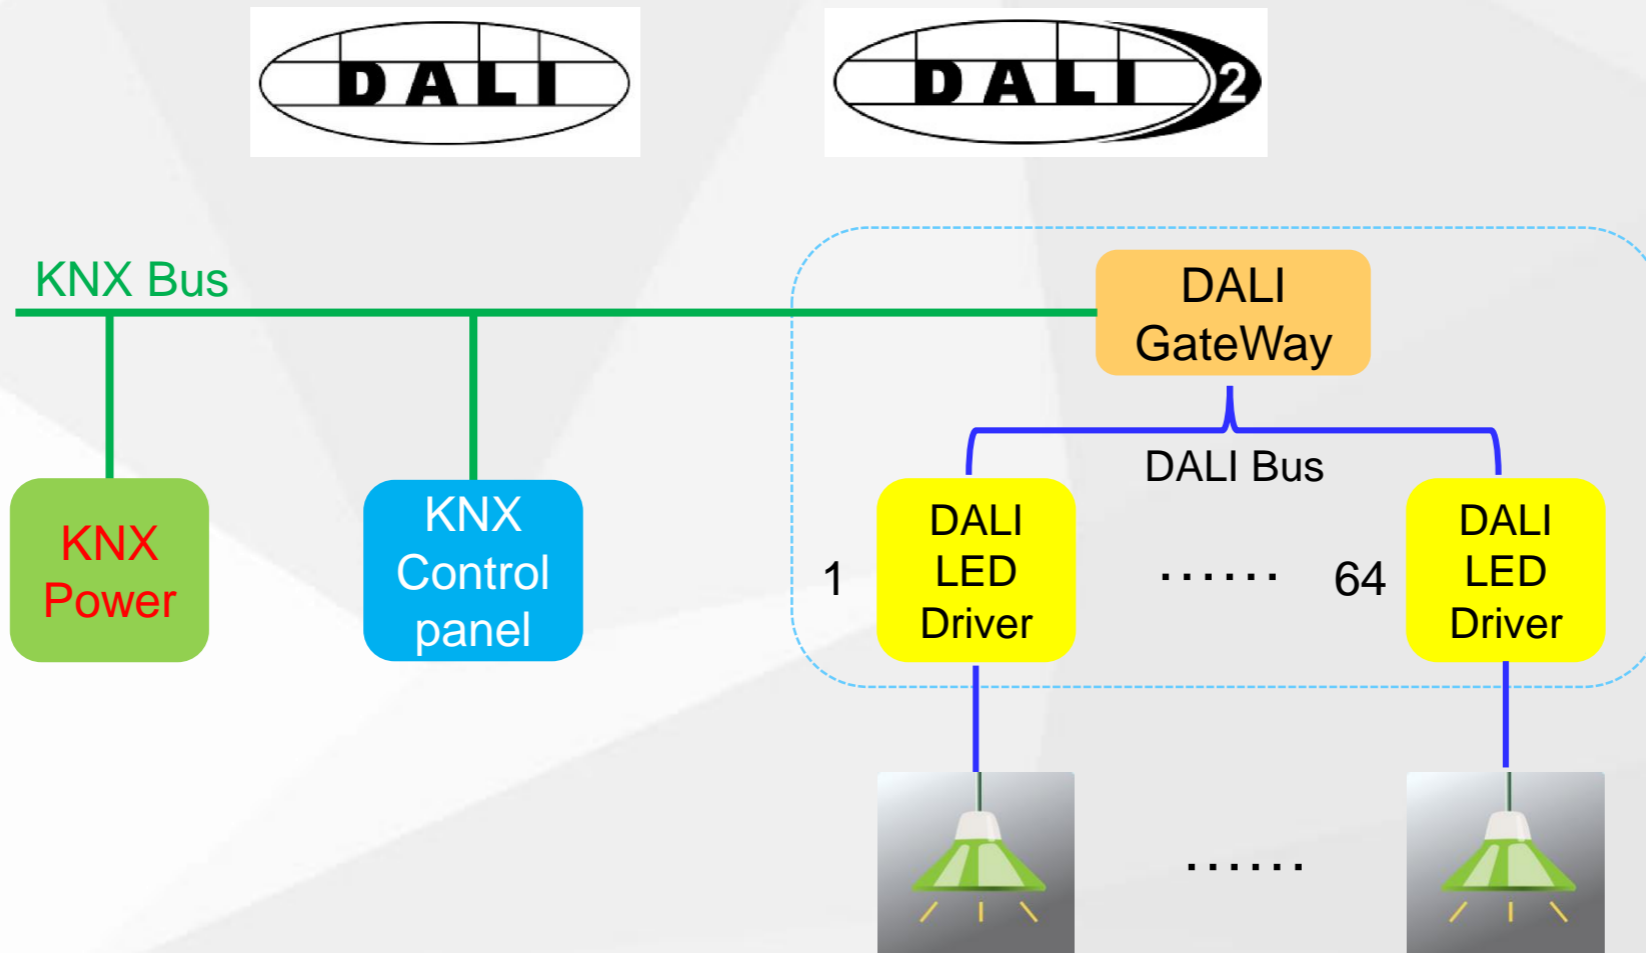 DALI
DALI 2
KNX Bus
DALI
GateWay
DALI Bus
KNX
Power
KNX
Control
panel
1
DALI
LED
Driver
......
64
DALI
LED
Driver
......